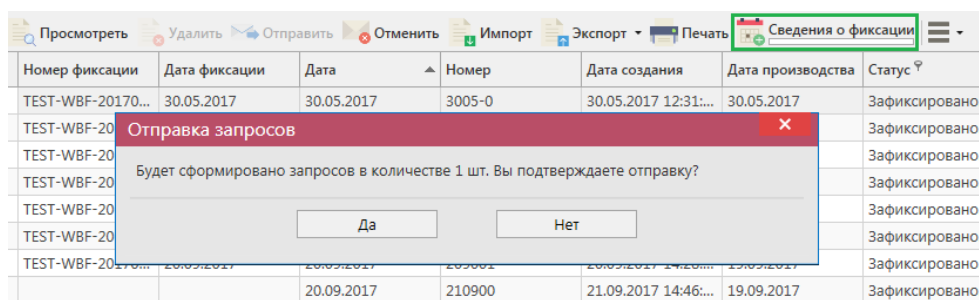 Просмотреть Удалить Отправить Отменить Импорт Экспорт Печать Сведения о фиксации
Номер фиксации Дата фиксации Дата Номер Дата создания Дата производства Статус
TEST-WBF-20170... 30.05.2017 30.05.2017 3005-0 30.05.2017 12:31:... 30.05.2017 Зафиксировано
TEST-WBF-20 Отправка запросов Зафиксировано
TEST-WBF-20 Зафиксировано
Будет сформировано запросов в количестве 1 шт. Вы подтверждаете отправку?
TEST-WBF-20 Зафиксировано
TEST-WBF-20 Зафиксировано
Да Нет
TEST-WBF-20 Зафиксировано
TEST-WBF-20170... Зафиксировано
20.09.2017 210900 21.09.2017 14:46:... 19.09.2017 Зафиксировано